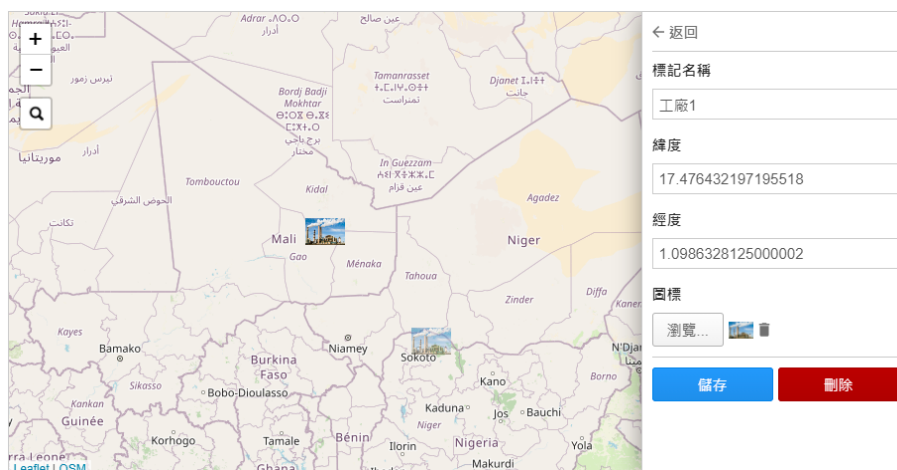 Adrar ⴰⴷⵔⴰⵔ
أدرار
عين صالح
+
−
تيرس زمور
Tamanrasset
تمنراست
Djanet
جانت
Bordj Badji
Mokhtar
برج باجي
مختار
أدرار
موريتانيا
In Guezzam
عين قزام
Tombouctou
Kidal
الحوض الشرقي
Agadez
تكانت
Mali
Gao
Ménaka
Niger
Tahoua
Zinder
Diffa
Kayes
Bamako
Niamey
Sokoto
N'Dja
Burkina
Faso
Kano
Borno
Sikasso
Bobo-Dioulasso
Kankan
Guinée
Kaduna
Jos
Bauchi
Niger
Korhogo
Tamale
Bénin
Ilorin
Nigeria
Yola
Makurdi
Ghana
Leaflet | OSM
← 返回
標記名稱
工廠1
緯度
17.476432197195518
經度
1.0986328125000002
圖標
瀏覽...
儲存
刪除